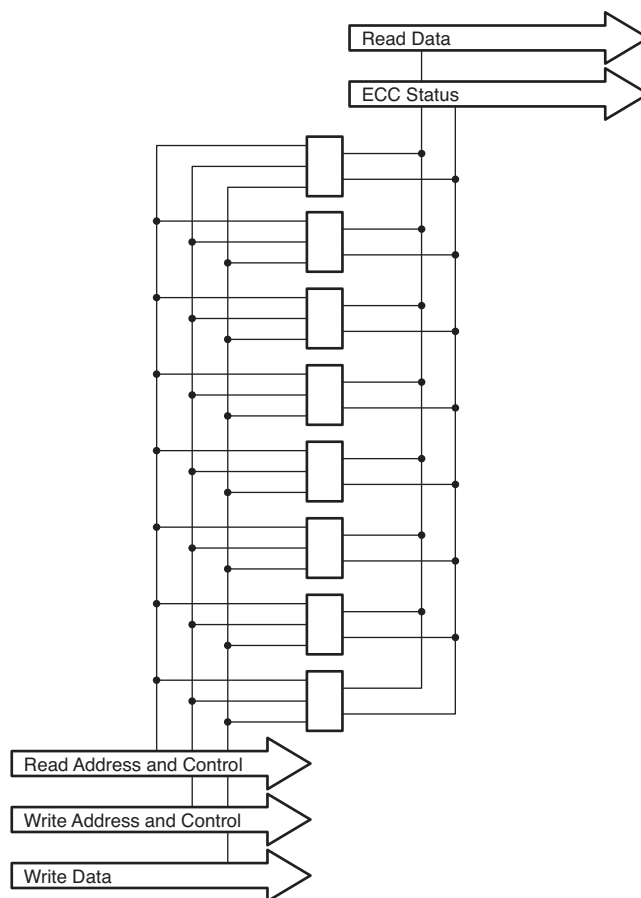 Read Data
ECC Status
Read Address and Control
Write Address and Control
Write Data